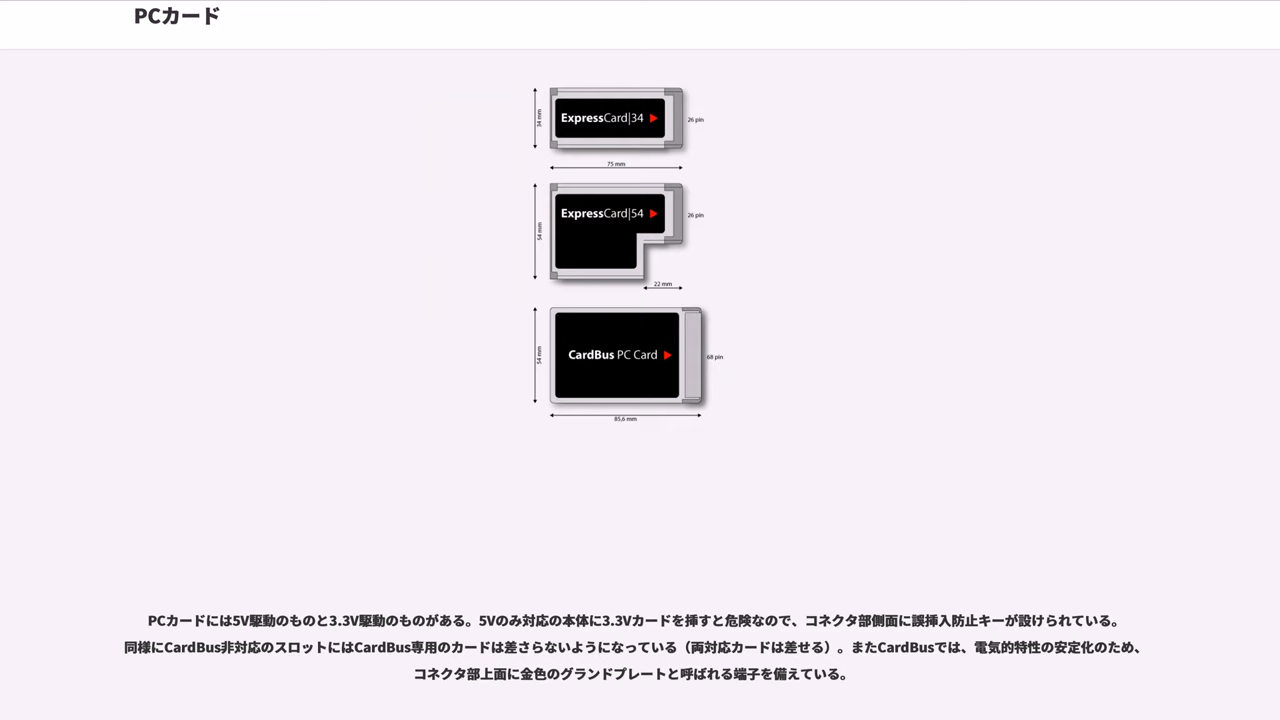 PCカード
34 mm
ExpressCard|34
26 pin
75 mm
54 mm
ExpressCard|54
26 pin
22 mm
54 mm
CardBus PC Card
68 pin
85,6 mm
PCカードには5V駆動のものと3.3V駆動のものがある。5Vのみ対応の本体に3.3Vカードを挿すと危険なので、コネクタ部側面に誤挿入防止キーが設けられている。
同様にCardBus非対応のスロットにはCardBus専用のカードは差さらないようになっている（両対応カードは差せる）。またCardBusでは、電気的特性の安定化のため、
コネクタ部上面に金色のグランドプレートと呼ばれる端子を備えている。